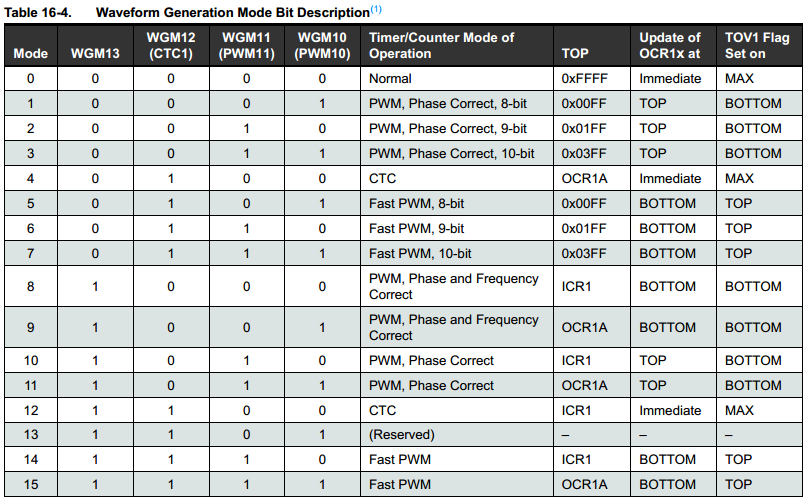 Table 16-4. Waveform Generation Mode Bit Description(1)
Mode WGM13 WGM12 (CTC1) WGM11 (PWM11) WGM10 (PWM10) Timer/Counter Mode of Operation TOP Update of OCR1x at TOV1 Flag Set on
0 0 0 0 0 Normal 0xFFFF Immediate MAX
1 0 0 0 1 PWM, Phase Correct, 8-bit 0x00FF TOP BOTTOM
2 0 0 1 0 PWM, Phase Correct, 9-bit 0x01FF TOP BOTTOM
3 0 0 1 1 PWM, Phase Correct, 10-bit 0x03FF TOP BOTTOM
4 0 1 0 0 CTC OCR1A Immediate MAX
5 0 1 0 1 Fast PWM, 8-bit 0x00FF BOTTOM TOP
6 0 1 1 0 Fast PWM, 9-bit 0x01FF BOTTOM TOP
7 0 1 1 1 Fast PWM, 10-bit 0x03FF BOTTOM TOP
8 1 0 0 0 PWM, Phase and Frequency Correct ICR1 BOTTOM BOTTOM
9 1 0 0 1 PWM, Phase and Frequency Correct OCR1A BOTTOM BOTTOM
10 1 0 1 0 PWM, Phase Correct ICR1 TOP BOTTOM
11 1 0 1 1 PWM, Phase Correct OCR1A TOP BOTTOM
12 1 1 0 0 CTC ICR1 Immediate MAX
13 1 1 0 1 (Reserved) – – –
14 1 1 1 0 Fast PWM ICR1 BOTTOM TOP
15 1 1 1 1 Fast PWM OCR1A BOTTOM TOP